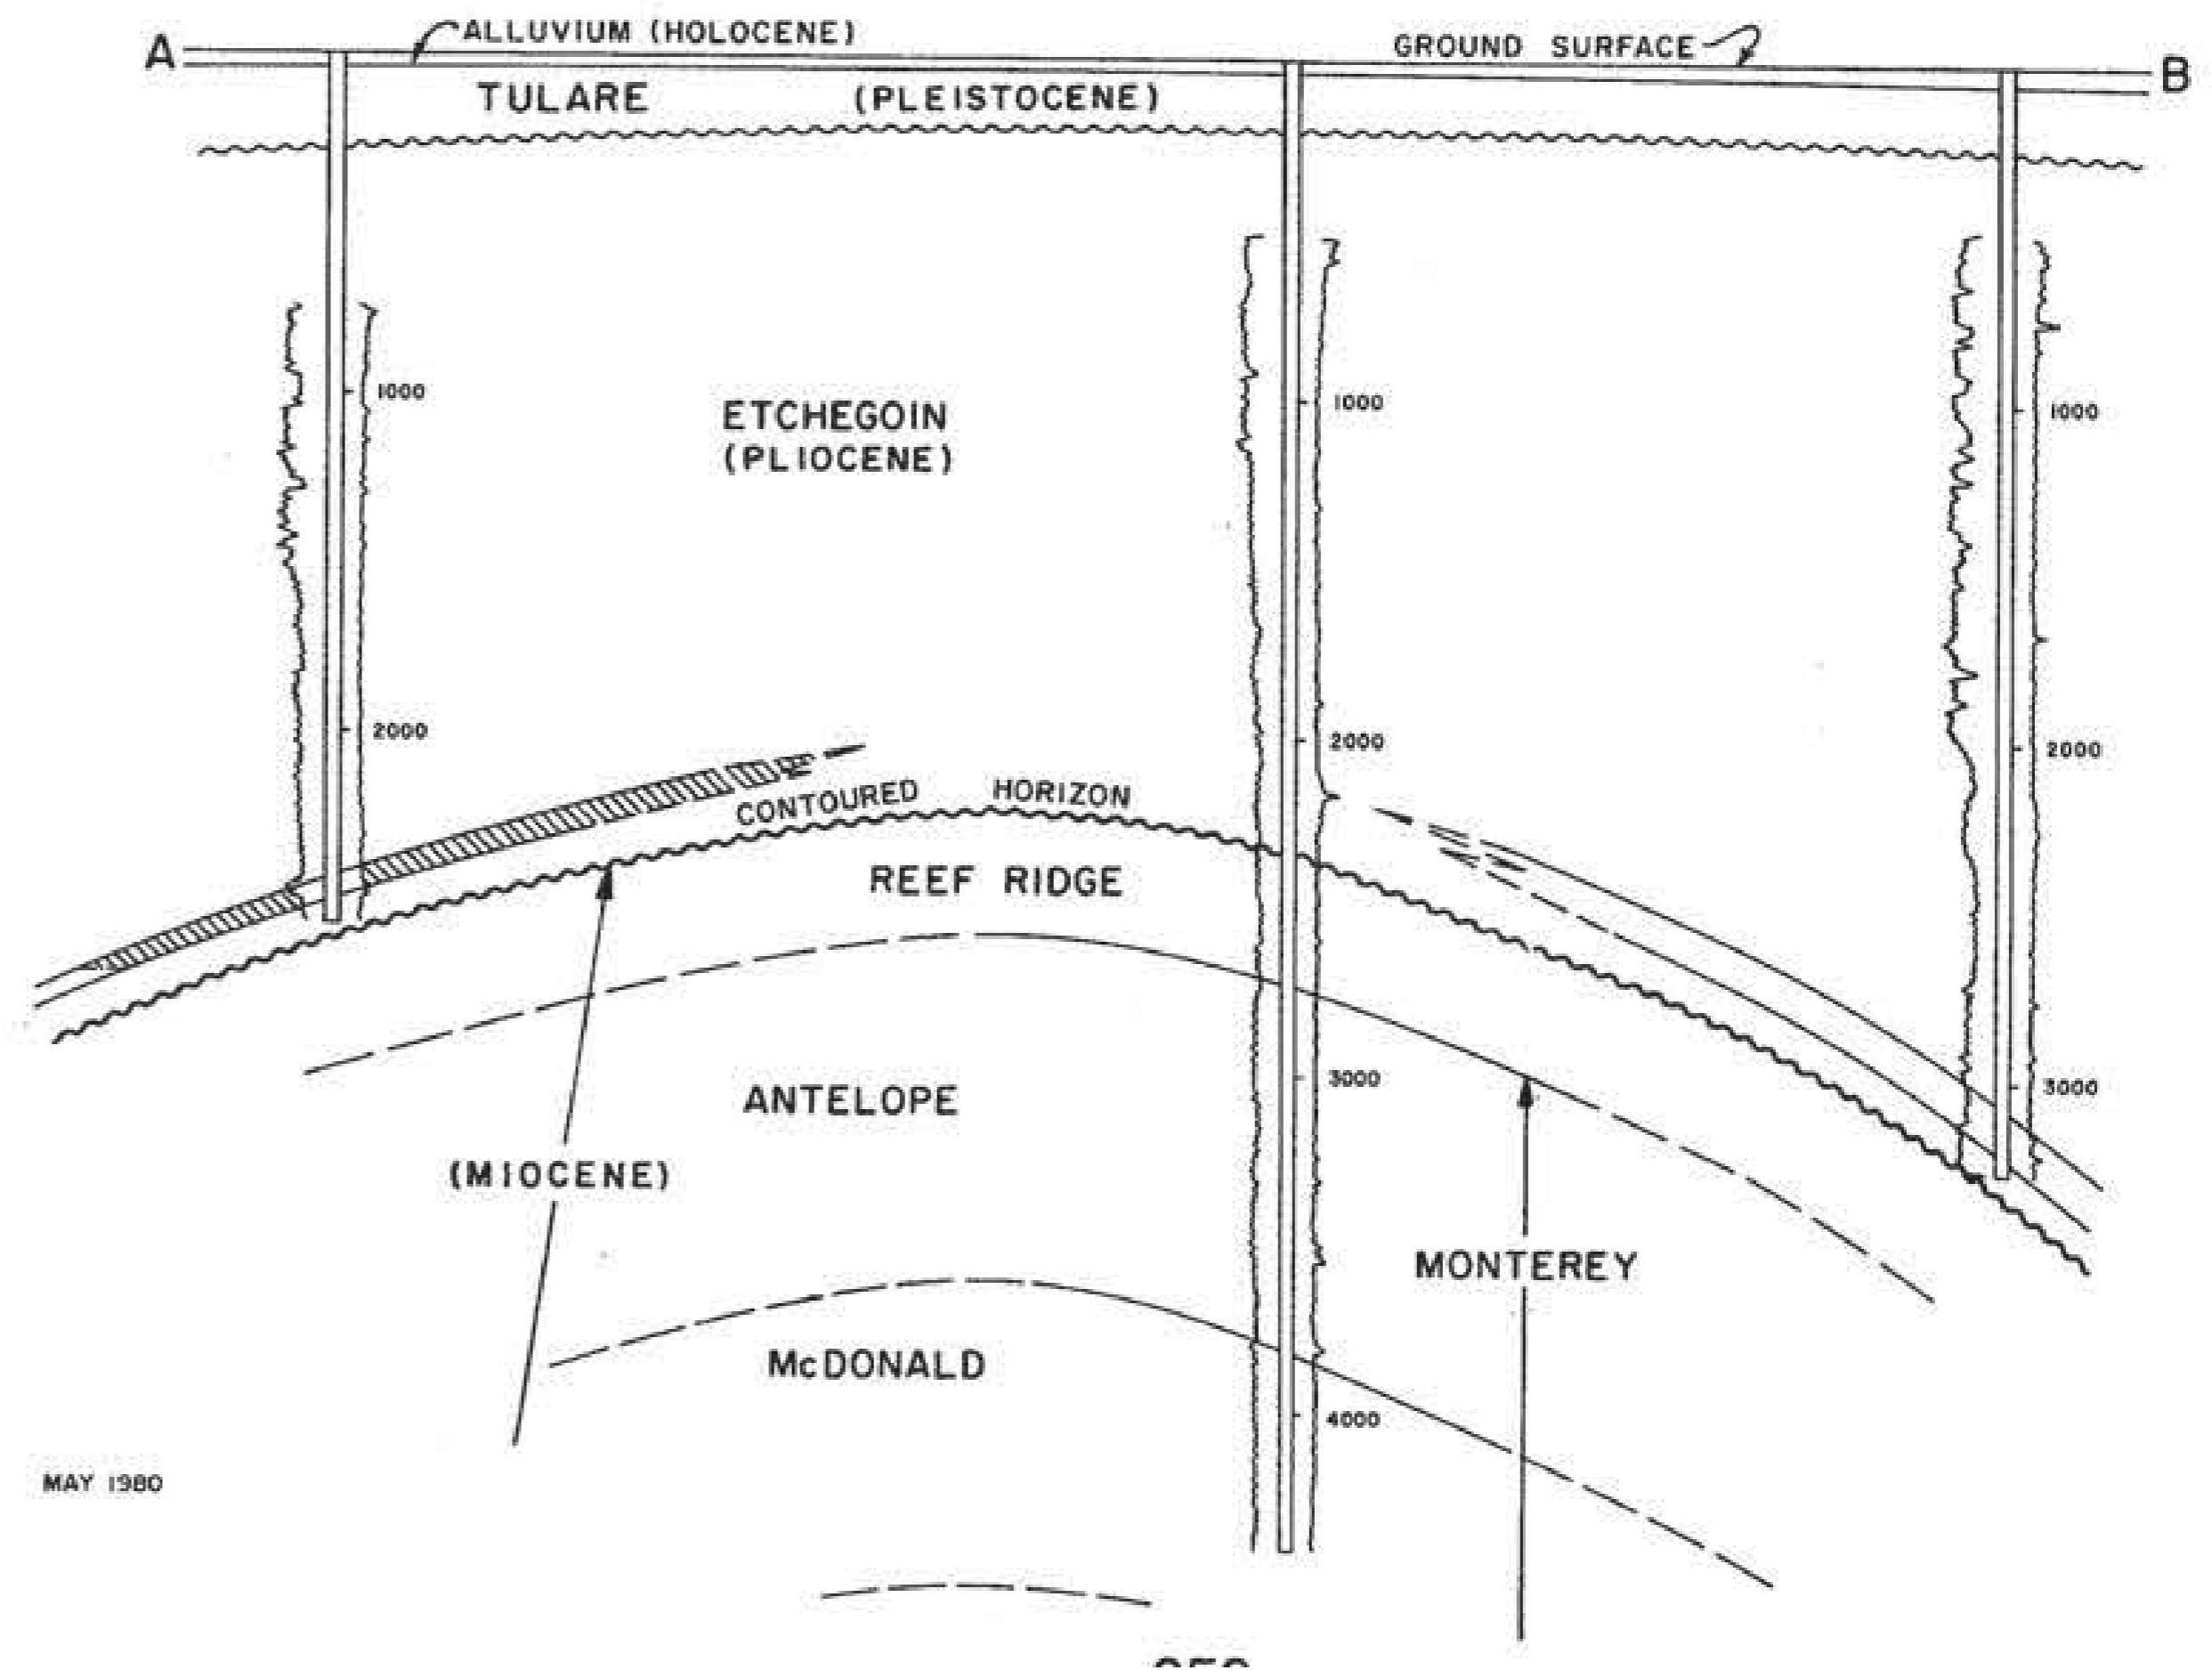 ALLUVIUM (HOLOCENE)
GROUND SURFACE
A
B
TULARE (PLEISTOCENE)
1000
1000
1000
ETCHEGOIN
(PLIOCENE)
2000
2000
2000
CONTOURED HORIZON
REEF RIDGE
3000
3000
ANTELOPE
(MIOCENE)
MONTEREY
McDONALD
4000
MAY 1980